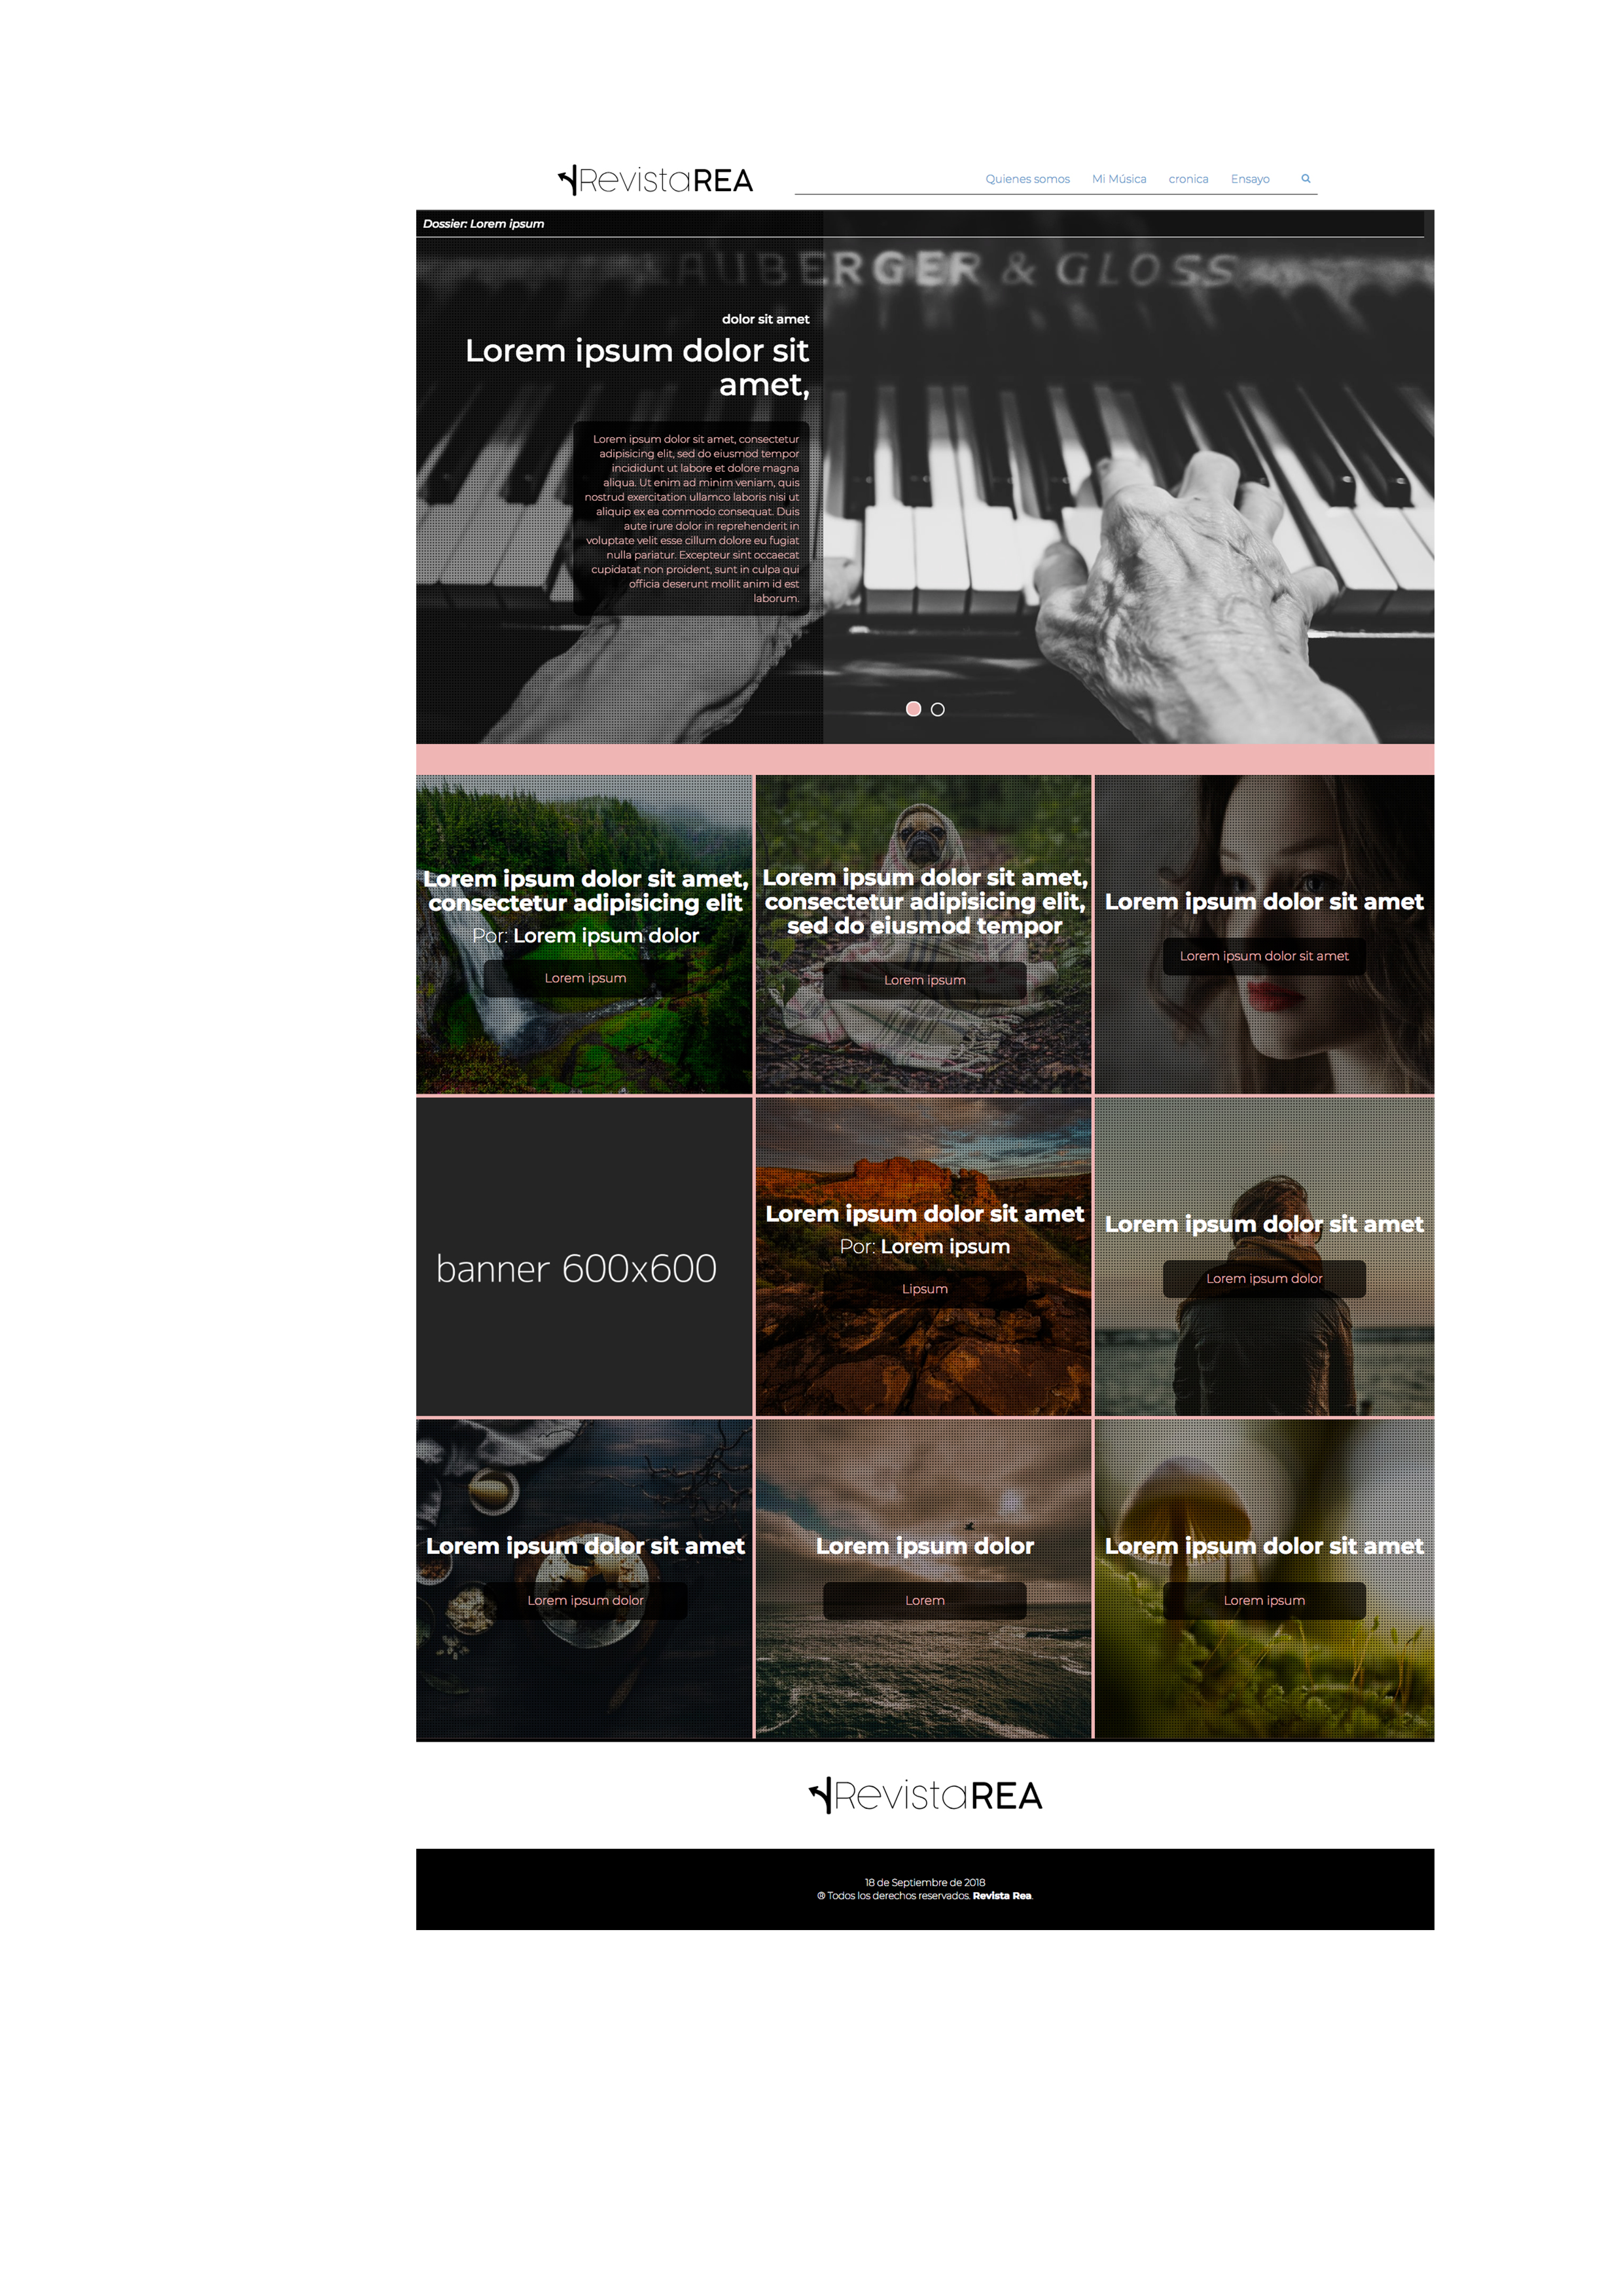 RevistaREA
Quienes somos Mi Música cronica Ensayo
Dossier: Lorem ipsum
AUBERGER & GLOSS
dolor sit amet
Lorem ipsum dolor sit
amet,
Lorem ipsum dolor sit amet, consectetur
adipisicing elit, sed do eiusmod tempor
incididunt ut labore et dolore magna
aliqua. Ut enim ad minim veniam, quis
nostrud exercitation ullamco laboris nisi ut
aliquip ex ea commodo consequat. Duis
aute irure dolor in reprehenderit in
voluptate velit esse cillum dolore eu fugiat
nulla pariatur. Excepteur sint occaecat
cupidatat non proident, sunt in culpa qui
officia deserunt mollit anim id est
laborum.
Lorem ipsum dolor sit amet,
consectetur adipisicing elit
Por: Lorem ipsum dolor
Lorem ipsum
Lorem ipsum dolor sit amet,
consectetur adipisicing elit,
sed do eiusmod tempor
Lorem ipsum
Lorem ipsum dolor sit amet
Lorem ipsum dolor sit amet
banner 600x600
Lorem ipsum dolor sit amet
Por: Lorem ipsum
Lipsum
Lorem ipsum dolor sit amet
Lorem ipsum dolor
Lorem ipsum dolor sit amet
Lorem ipsum dolor
Lorem ipsum dolor
Lorem
Lorem ipsum dolor sit amet
Lorem ipsum
RevistaREA
18 de Septiembre de 2018
® Todos los derechos reservados. Revista Rea.